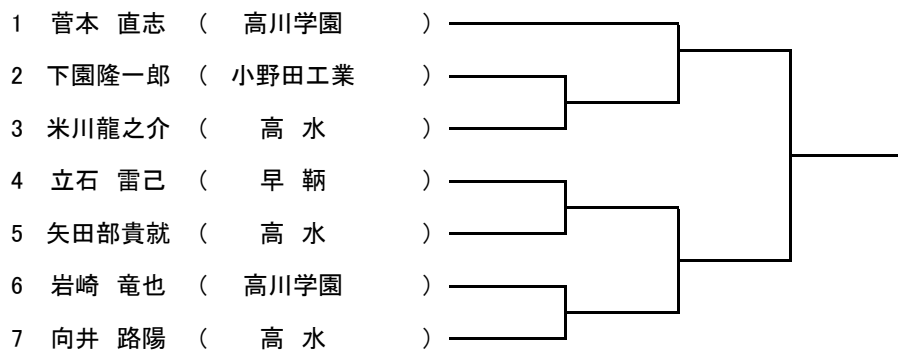 1 菅本 直志 ( 高川学園 )
2 下園隆一郎 ( 小野田工業 )
3 米川龍之介 ( 高 水 )
4 立石 雷己 ( 早 鞆 )
5 矢田部貴就 ( 高 水 )
6 岩崎 竜也 ( 高川学園 )
7 向井 路陽 ( 高 水 )